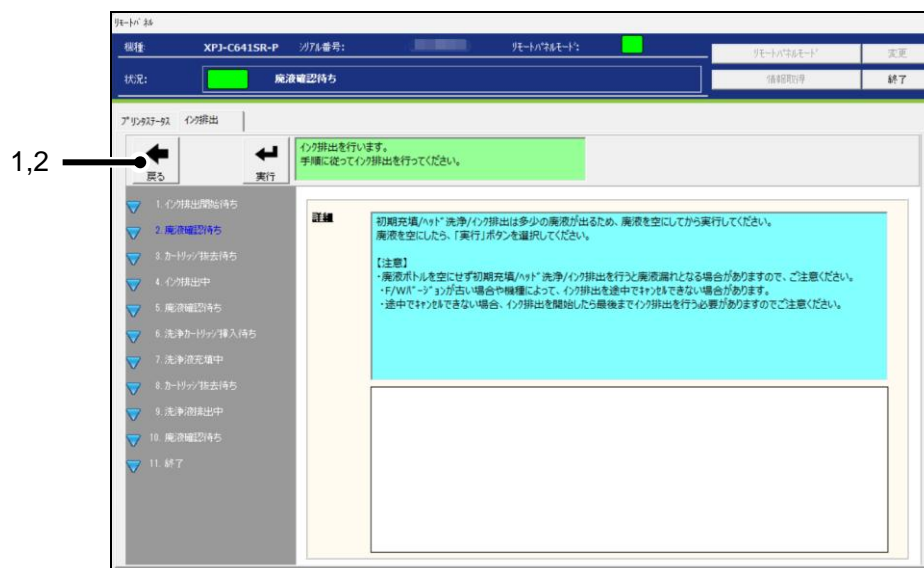 リモートパネル
機種: XPJ-C641SR-P シリアル番号: リモートパネルモード:
リモートパネルモード 変更
状況: 廃液確認待ち
情報取得 終了
プリンタステータス インク排出
1,2
戻る 実行
インク排出を行います。
手順に従ってインク排出を行ってください。
1. インク排出開始待ち
2. 廃液確認待ち
3. カートリッジ抜去待ち
4. インク排出中
5. 廃液確認待ち
6. 洗浄カートリッジ挿入待ち
7. 洗浄液充填中
8. カートリッジ抜去待ち
9. 洗浄液排出中
10. 廃液確認待ち
11. 終了
詳細
初期充填/ヘッド洗浄/インク排出は多少の廃液が出るため、廃液を空にしてから実行してください。
廃液を空にしたら、「実行」ボタンを選択してください。
【注意】
・廃液ボトルを空にせず初期充填/ヘッド洗浄/インク排出を行うと廃液漏れとなる場合がありますので、ご注意ください。
・F/Wバージョンが古い場合や機種によって、インク排出を途中でキャンセルできない場合があります。
・途中でキャンセルできない場合、インク排出を開始したら最後までインク排出を行う必要がありますのでご注意ください。